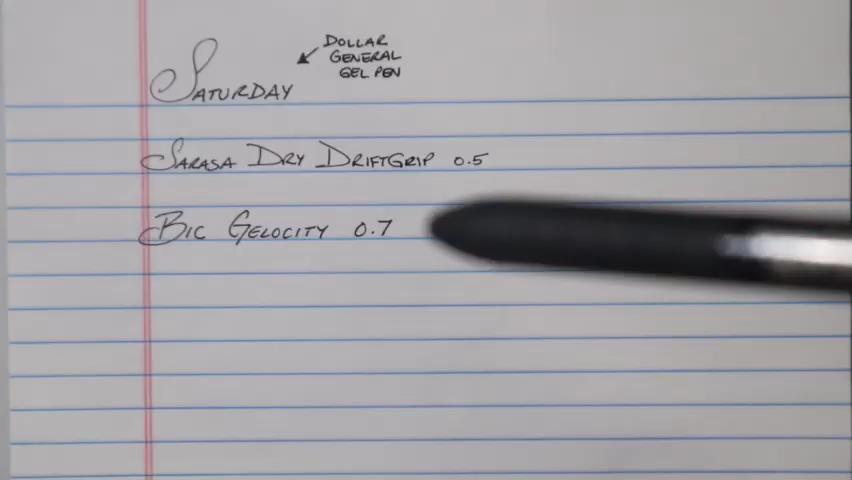 Saturday
Dollar
General
Gel Pen
Sarasa Dry DriftGrip 0.5
Bic Gelocity 0.7